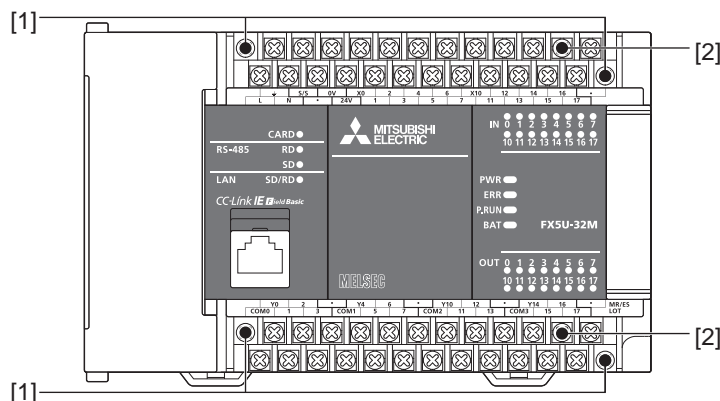 [1]
[2]
⏚ S/S 0V X0 2 4 6 X10 12 14 16 •
L N • 24V 1 3 5 7 11 13 15 17
CARD
RS-485 RD
SD
LAN SD/RD
CC-Link IE Field Basic
MITSUBISHI
ELECTRIC
MELSEC
IN 0 1 2 3 4 5 6 7
10 11 12 13 14 15 16 17
PWR
ERR
P.RUN
BAT
FX5U-32M
OUT 0 1 2 3 4 5 6 7
10 11 12 13 14 15 16 17
Y0 2 • Y4 6 • Y10 12 • Y14 16 • MR/ES
COM0 1 3 COM1 5 7 COM2 11 13 COM3 15 17 LOT
[2]
[1]